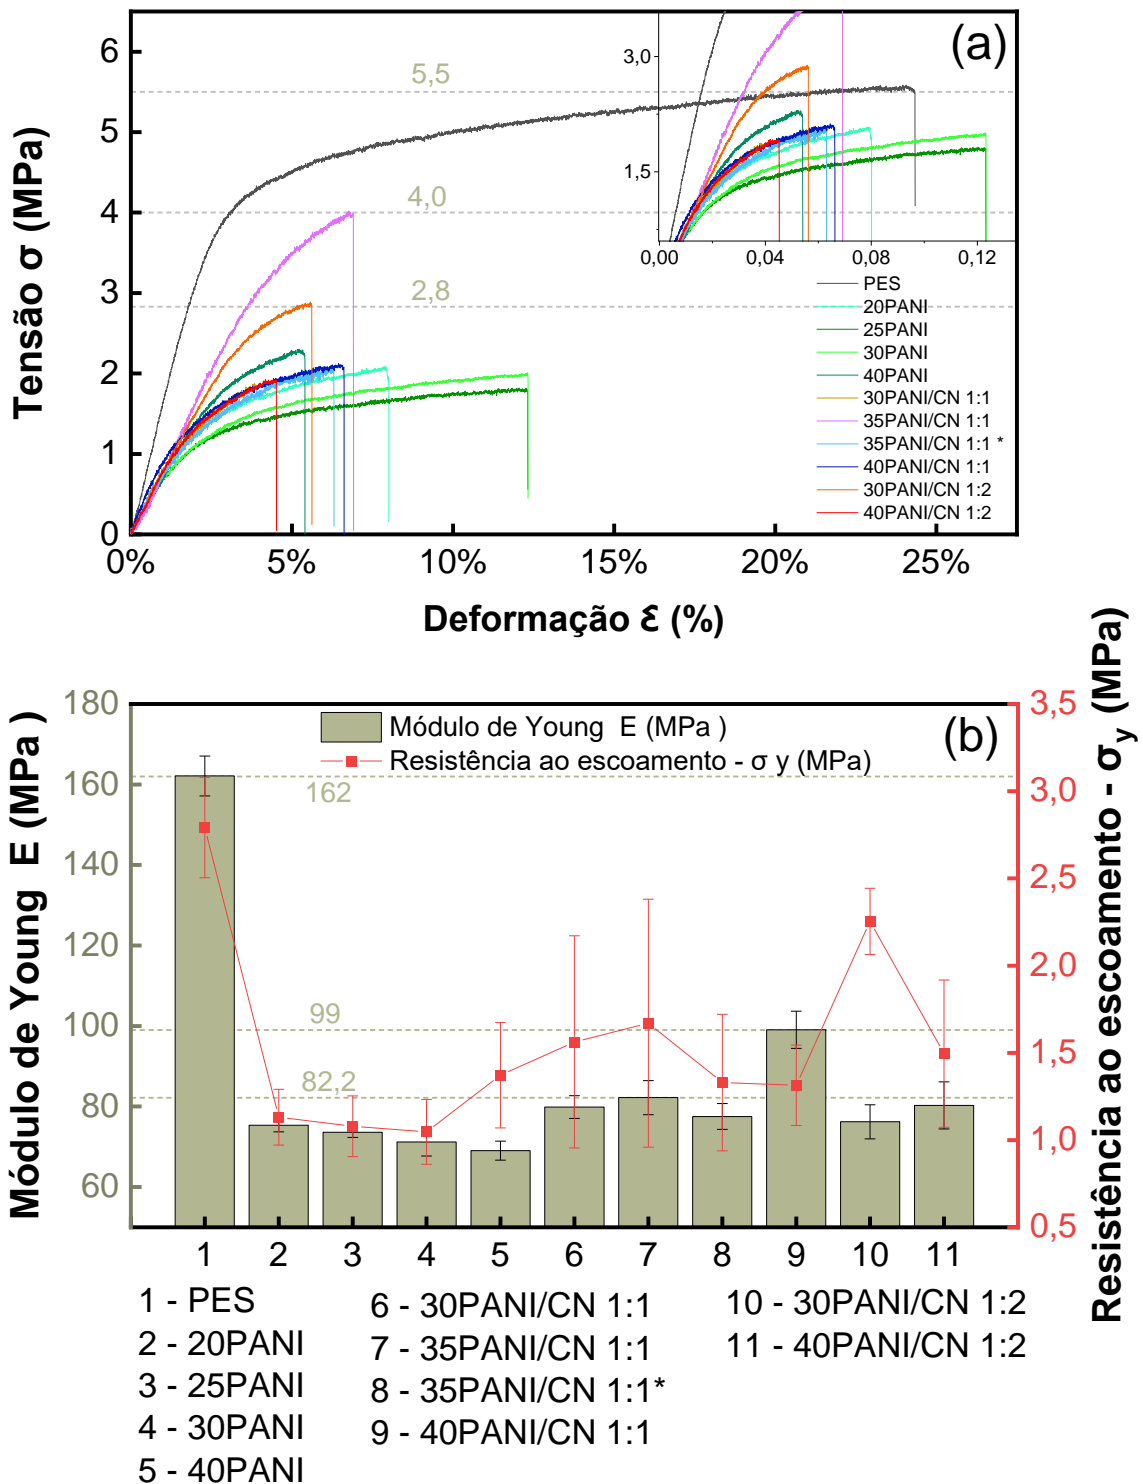 (a)
Tensão σ (MPa)
6
5
4
3
2
1
0
5,5
4,0
2,8
3,0
1,5
0,00 0,04 0,08 0,12
PES
20PANI
25PANI
30PANI
40PANI
30PANI/CN 1:1
35PANI/CN 1:1
35PANI/CN 1:1 *
40PANI/CN 1:1
30PANI/CN 1:2
40PANI/CN 1:2
0% 5% 10% 15% 20% 25%
Deformação ε (%)
(b)
Módulo de Young E (MPa )
180
160
140
120
100
80
60
Módulo de Young E (MPa )
Resistência ao escoamento - σ y (MPa)
162
99
82,2
3,5
3,0
2,5
2,0
1,5
1,0
0,5
Resistência ao escoamento - σy (MPa)
1 2 3 4 5 6 7 8 9 10 11
1 - PES
2 - 20PANI
3 - 25PANI
4 - 30PANI
5 - 40PANI
6 - 30PANI/CN 1:1
7 - 35PANI/CN 1:1
8 - 35PANI/CN 1:1*
9 - 40PANI/CN 1:1
10 - 30PANI/CN 1:2
11 - 40PANI/CN 1:2